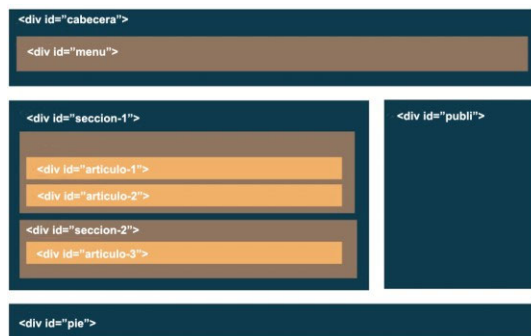 <div id=”cabecera”>
<div id=”menu”>
<div id=”seccion-1”>
<div id=”articulo-1”>
<div id=”articulo-2”>
<div id=”seccion-2”>
<div id=”articulo-3”>
<div id=”publi”>
<div id=”pie”>